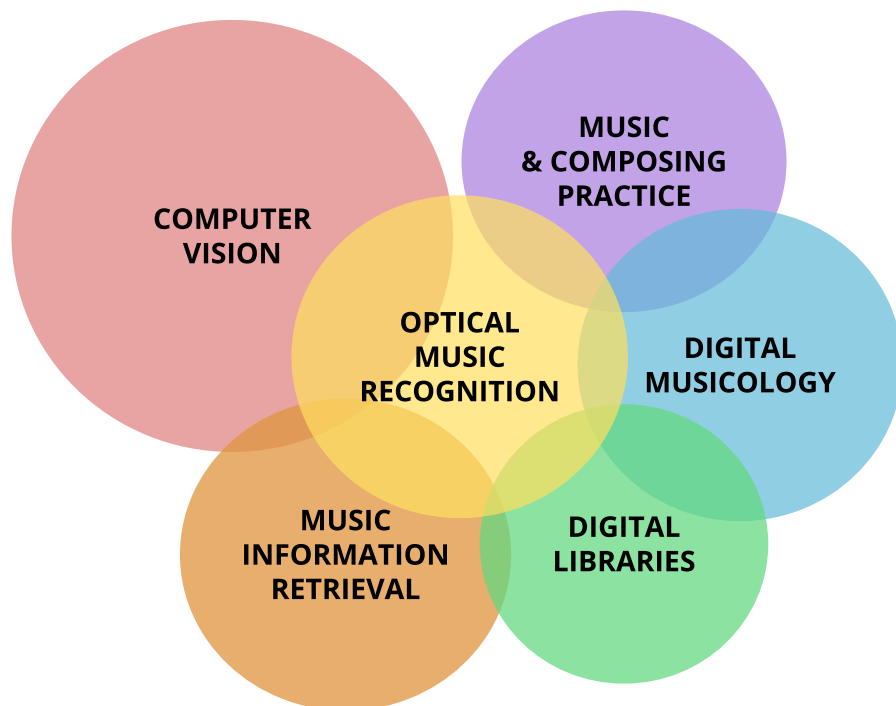 MUSIC
& COMPOSING
PRACTICE
COMPUTER
VISION
OPTICAL
MUSIC
RECOGNITION
DIGITAL
MUSICOLOGY
MUSIC
INFORMATION
RETRIEVAL
DIGITAL
LIBRARIES